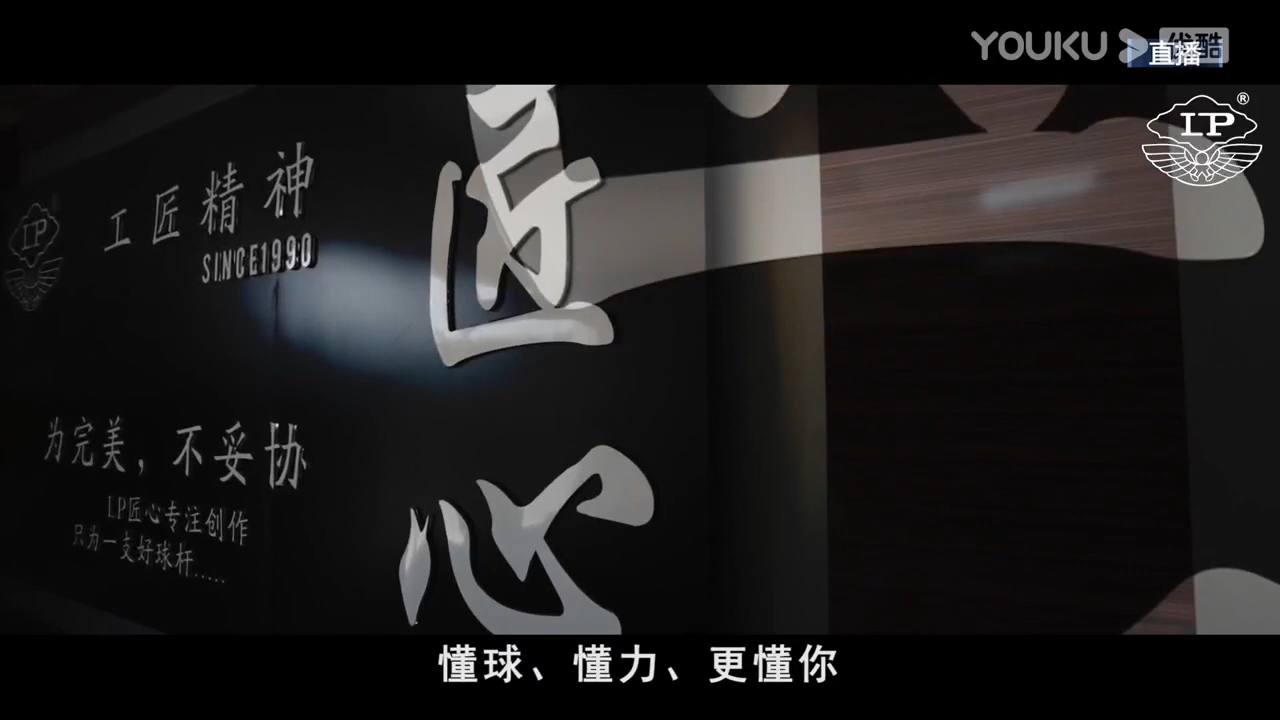 YOUKU 优酷
直播
LP®
LP
工匠精神
SINCE1990
匠心
为完美，不妥协
LP匠心专注创作
只为一支好球杆......
懂球、懂力、更懂你